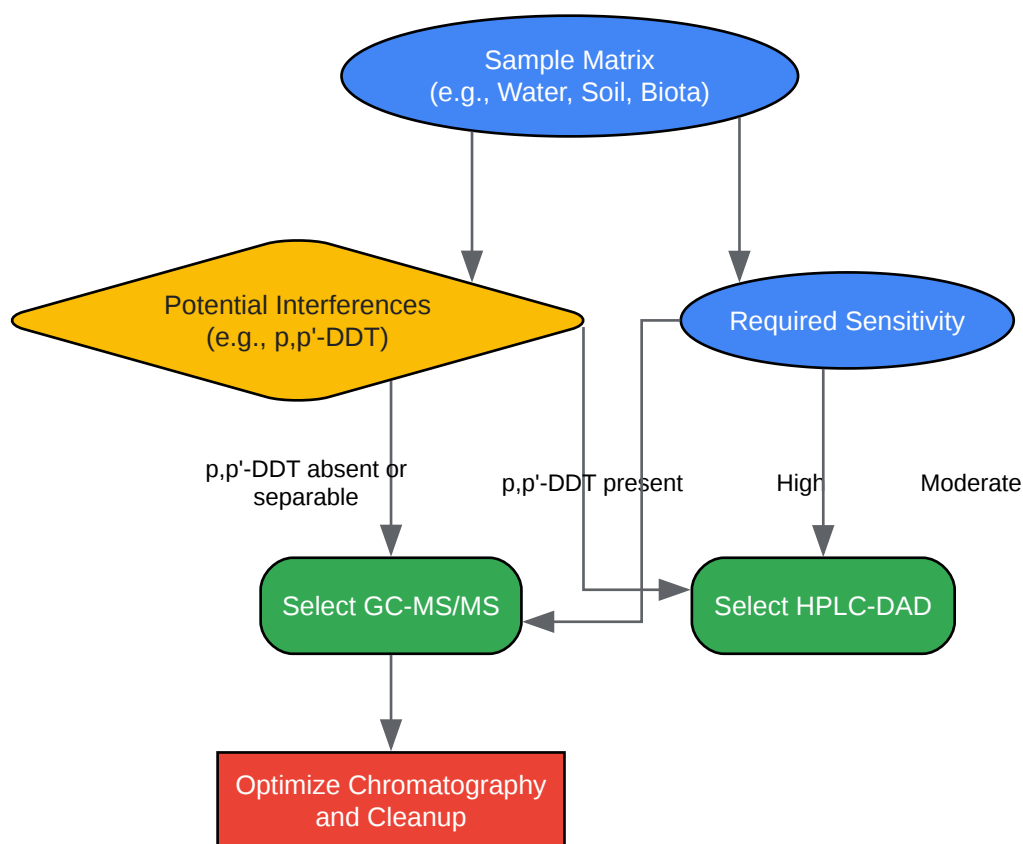 Sample Matrix
(e.g., Water, Soil, Biota)
Potential Interferences
(e.g., p,p'-DDT)
Required Sensitivity
p,p'-DDT absent or
separable
p,p'-DDT present
High
Moderate
Select GC-MS/MS
Select HPLC-DAD
Optimize Chromatography
and Cleanup